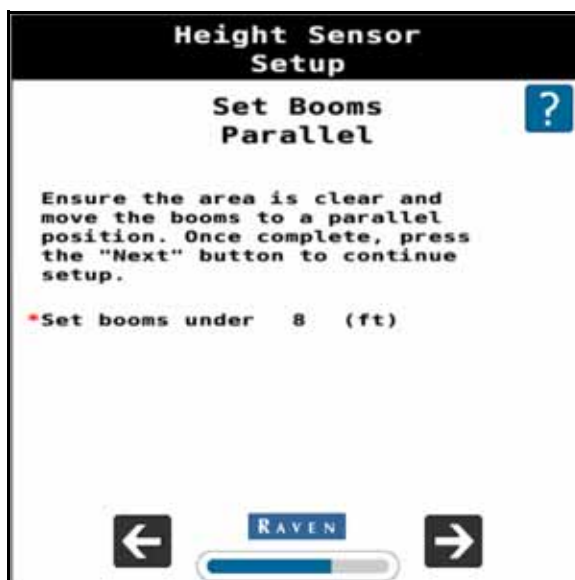 Height Sensor
Setup
Set Booms
Parallel
?
Ensure the area is clear and
move the booms to a parallel
position. Once complete, press
the "Next" button to continue
setup.
*Set booms under 8 (ft)
RAVEN